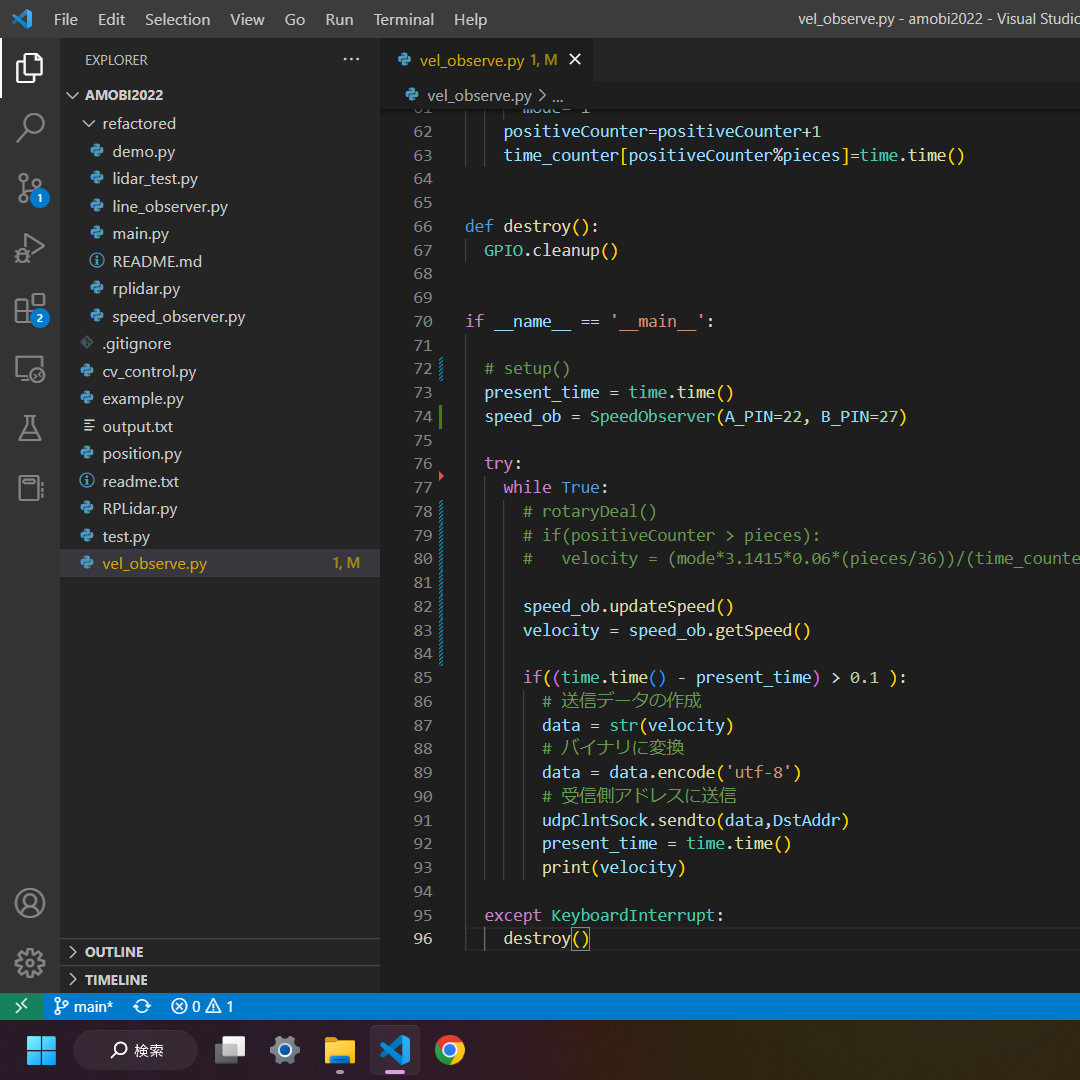 File Edit Selection View Go Run Terminal Help vel_observe.py - amobi2022 - Visual Studio
EXPLORER
AMOBI2022
refactored
demo.py
lidar_test.py
line_observer.py
main.py
README.md
rplidar.py
speed_observer.py
.gitignore
cv_control.py
example.py
output.txt
position.py
readme.txt
RPLidar.py
test.py
vel_observe.py 1, M
OUTLINE
TIMELINE
1
2
vel_observe.py 1, M
vel_observe.py > ...
62 positiveCounter=positiveCounter+1
63 time_counter[positiveCounter%pieces]=time.time()
64
65
66 def destroy():
67 GPIO.cleanup()
68
69
70 if __name__ == '__main__':
71
72 # setup()
73 present_time = time.time()
74 speed_ob = SpeedObserver(A_PIN=22, B_PIN=27)
75
76 try:
77 while True:
78 # rotaryDeal()
79 # if(positiveCounter > pieces):
80 # velocity = (mode*3.1415*0.06*(pieces/36))/(time_counte
81
82 speed_ob.updateSpeed()
83 velocity = speed_ob.getSpeed()
84
85 if((time.time() - present_time) > 0.1 ):
86 # 送信データの作成
87 data = str(velocity)
88 # バイナリに変換
89 data = data.encode('utf-8')
90 # 受信側アドレスに送信
91 udpClntSock.sendto(data,DstAddr)
92 present_time = time.time()
93 print(velocity)
94
95 except KeyboardInterrupt:
96 destroy()
main* 0 1
検索